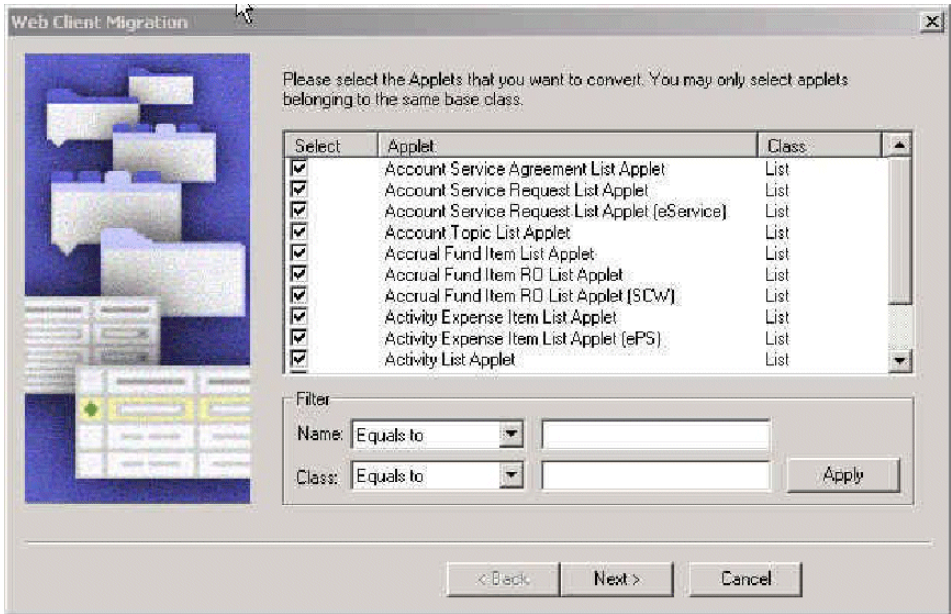 Web Client Migration
Please select the Applets that you want to convert. You may only select applets
belonging to the same base class.
Select Applet Class
Account Service Agreement List Applet List
Account Service Request List Applet List
Account Service Request List Applet (eService) List
Account Topic List Applet List
Accrual Fund Item List Applet List
Accrual Fund Item RO List Applet List
Accrual Fund Item RO List Applet (SCW) List
Activity Expense Item List Applet List
Activity Expense Item List Applet (ePS) List
Activity List Applet List
Filter
Name: Equals to
Class: Equals to Apply
< Back Next > Cancel